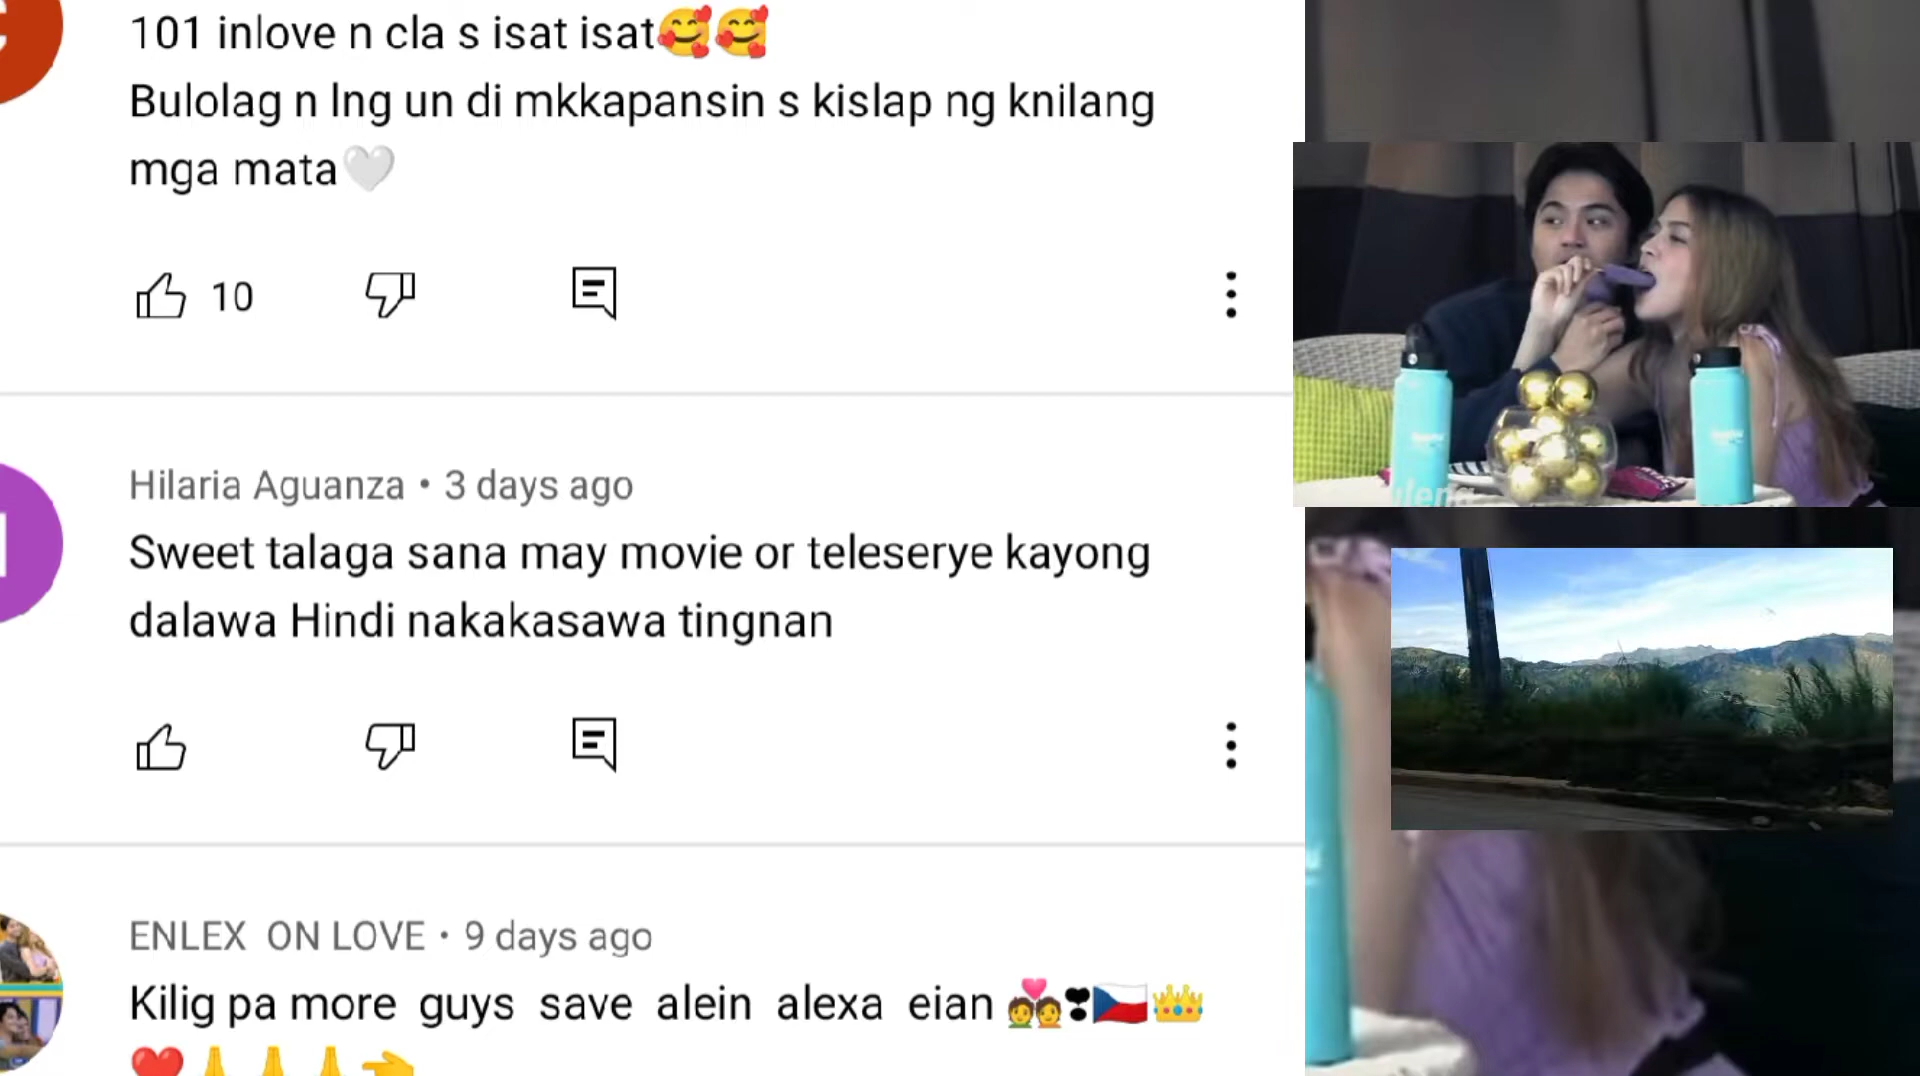 101 inlove n cla s isat isat🥰🥰
Bulolag n lng un di mkkapansin s kislap ng knilang
mga mata🤍
10
Hilaria Aguanza • 3 days ago
Sweet talaga sana may movie or teleserye kayong
dalawa Hindi nakakasawa tingnan
ENLEX ON LOVE • 9 days ago
Kilig pa more guys save alein alexa eian 💑❣🇨🇿👑
❤️🙏🙏🙏👈